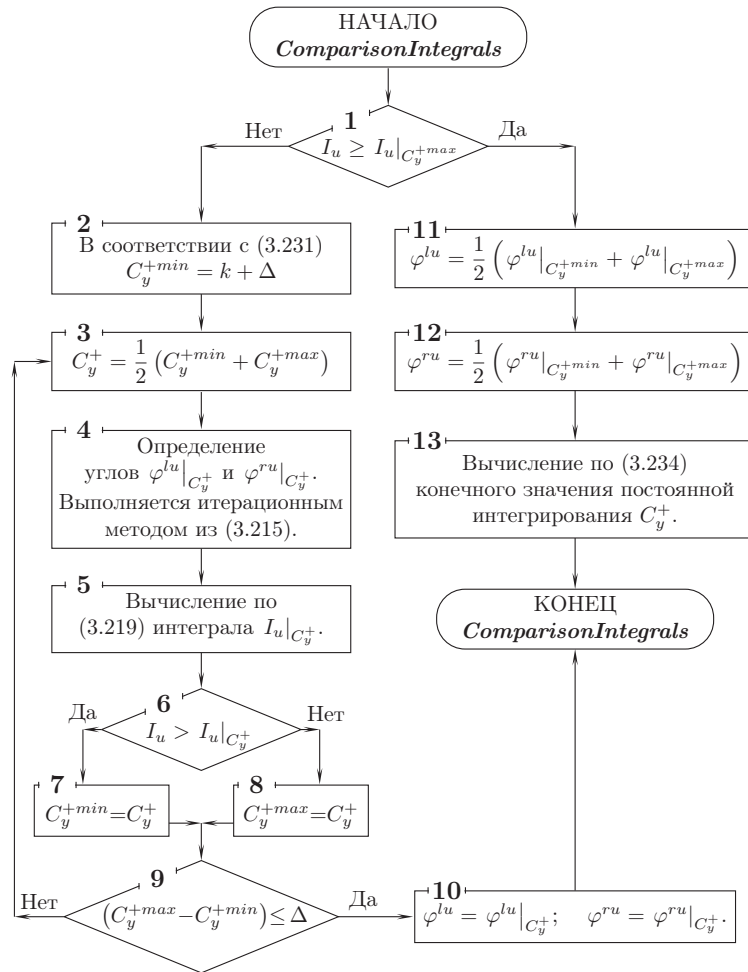 НАЧАЛО
ComparisonIntegrals
1
Нет
Да
I_u ≥ I_u|_{C_y^{+max}}
2
В соответствии с (3.231)
C_y^{+min} = k + Δ
3
C_y^+ = \frac{1}{2} (C_y^{+min} + C_y^{+max})
4
Определение
углов φ^{lu}|_{C_y^+} и φ^{ru}|_{C_y^+}.
Выполняется итерационным
методом из (3.215).
5
Вычисление по
(3.219) интеграла I_u|_{C_y^+}.
6
Да
Нет
I_u > I_u|_{C_y^+}
7
C_y^{+min}=C_y^+
8
C_y^{+max}=C_y^+
9
Нет
Да
(C_y^{+max}−C_y^{+min})≤Δ
10
φ^{lu} = φ^{lu}|_{C_y^+}; φ^{ru} = φ^{ru}|_{C_y^+}.
11
φ^{lu} = \frac{1}{2} (φ^{lu}|_{C_y^{+min}} + φ^{lu}|_{C_y^{+max}})
12
φ^{ru} = \frac{1}{2} (φ^{ru}|_{C_y^{+min}} + φ^{ru}|_{C_y^{+max}})
13
Вычисление по (3.234)
конечного значения постоянной
интегрирования C_y^+.
КОНЕЦ
ComparisonIntegrals